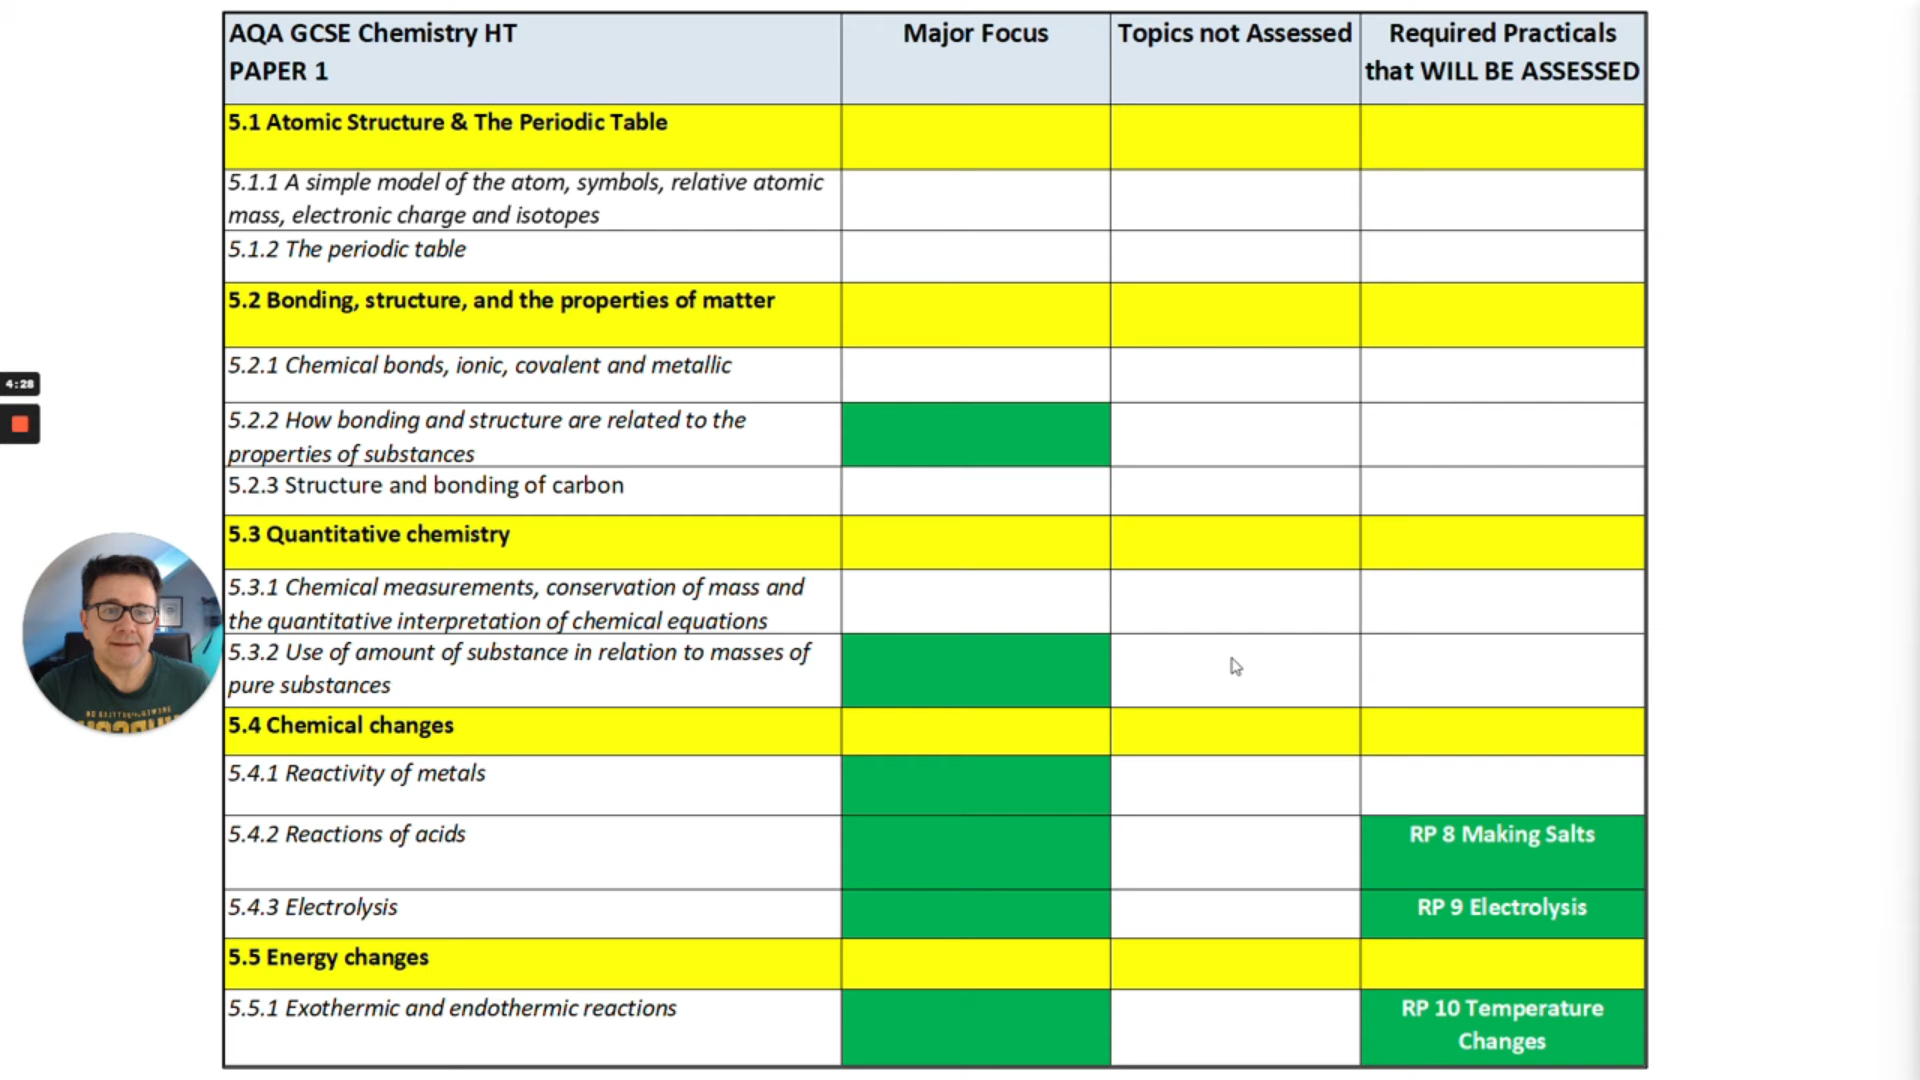 AQA GCSE Chemistry HT
PAPER 1
Major Focus
Topics not Assessed
Required Practicals
that WILL BE ASSESSED
5.1 Atomic Structure & The Periodic Table
5.1.1 A simple model of the atom, symbols, relative atomic
mass, electronic charge and isotopes
5.1.2 The periodic table
5.2 Bonding, structure, and the properties of matter
5.2.1 Chemical bonds, ionic, covalent and metallic
4:28
5.2.2 How bonding and structure are related to the
properties of substances
5.2.3 Structure and bonding of carbon
5.3 Quantitative chemistry
5.3.1 Chemical measurements, conservation of mass and
the quantitative interpretation of chemical equations
5.3.2 Use of amount of substance in relation to masses of
pure substances
5.4 Chemical changes
5.4.1 Reactivity of metals
5.4.2 Reactions of acids
RP 8 Making Salts
5.4.3 Electrolysis
RP 9 Electrolysis
5.5 Energy changes
5.5.1 Exothermic and endothermic reactions
RP 10 Temperature
Changes